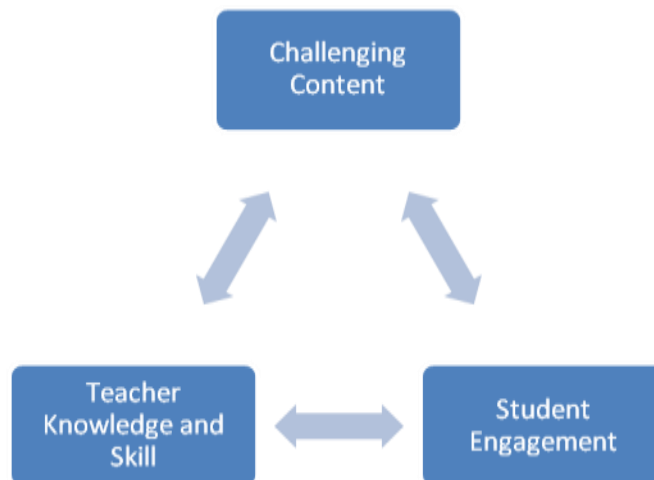 Challenging
Content
Teacher
Knowledge and
Skill
Student
Engagement